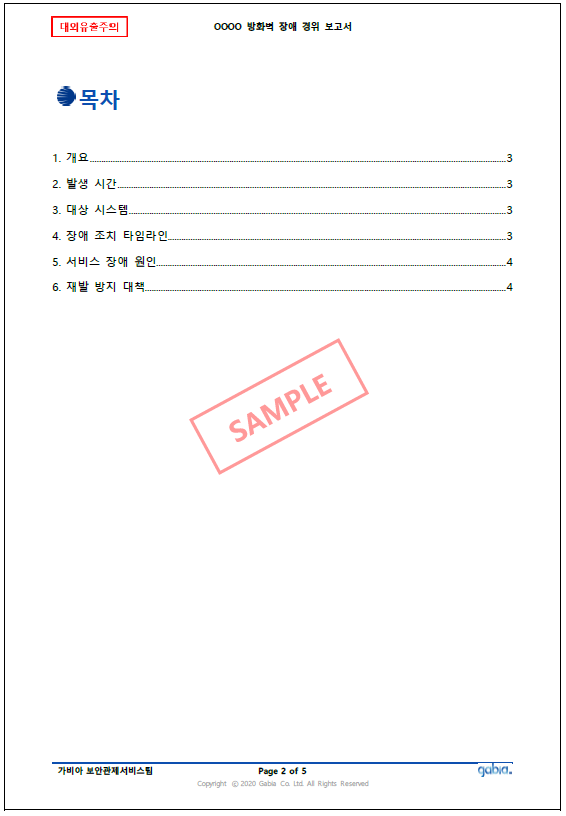 대외유출주의
OOOO 방화벽 장애 경위 보고서
목차
1. 개요 3
2. 발생 시간 3
3. 대상 시스템 3
4. 장애 조치 타임라인 3
5. 서비스 장애 원인 4
6. 재발 방지 대책 4
SAMPLE
가비아 보안관제서비스팀 Page 2 of 5 gabia.
Copyright ⓒ 2020 Gabia Co. Ltd. All Rights Reserved